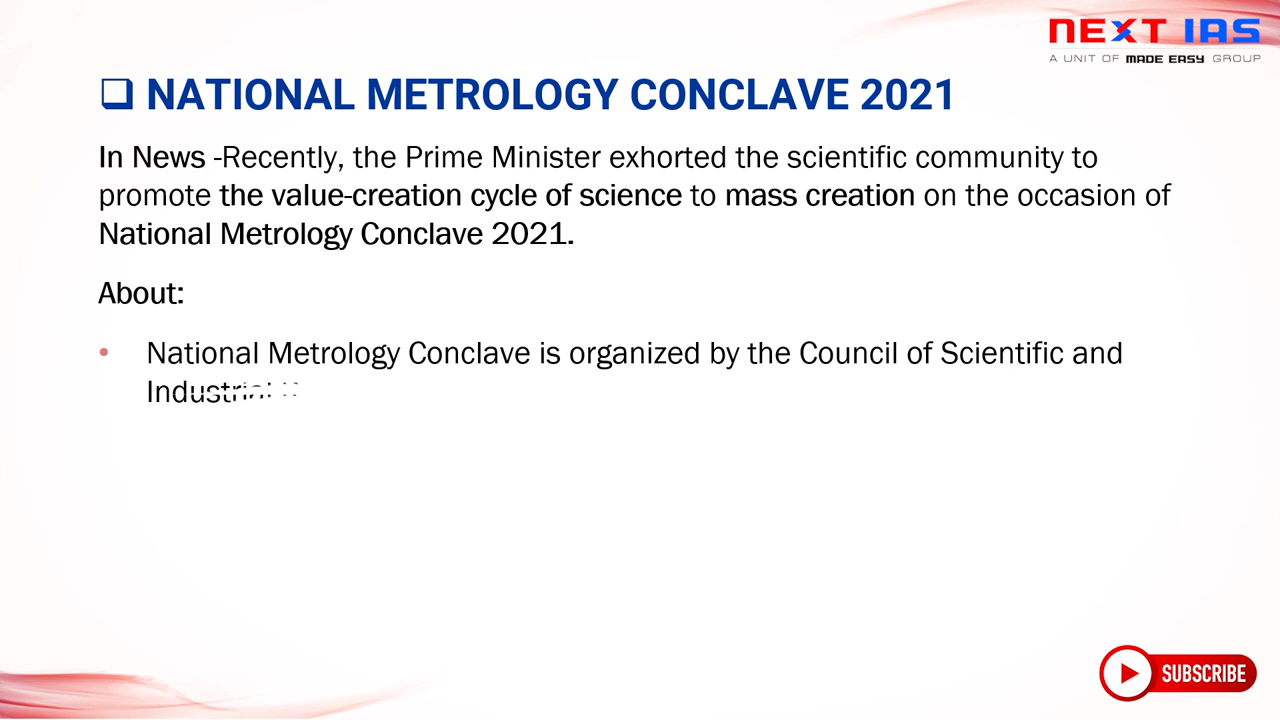 NEXT IAS
A UNIT OF MADE EASY GROUP
NATIONAL METROLOGY CONCLAVE 2021
In News -Recently, the Prime Minister exhorted the scientific community to
promote the value-creation cycle of science to mass creation on the occasion of
National Metrology Conclave 2021.
About:
• National Metrology Conclave is organized by the Council of Scientific and
Industrial
SUBSCRIBE